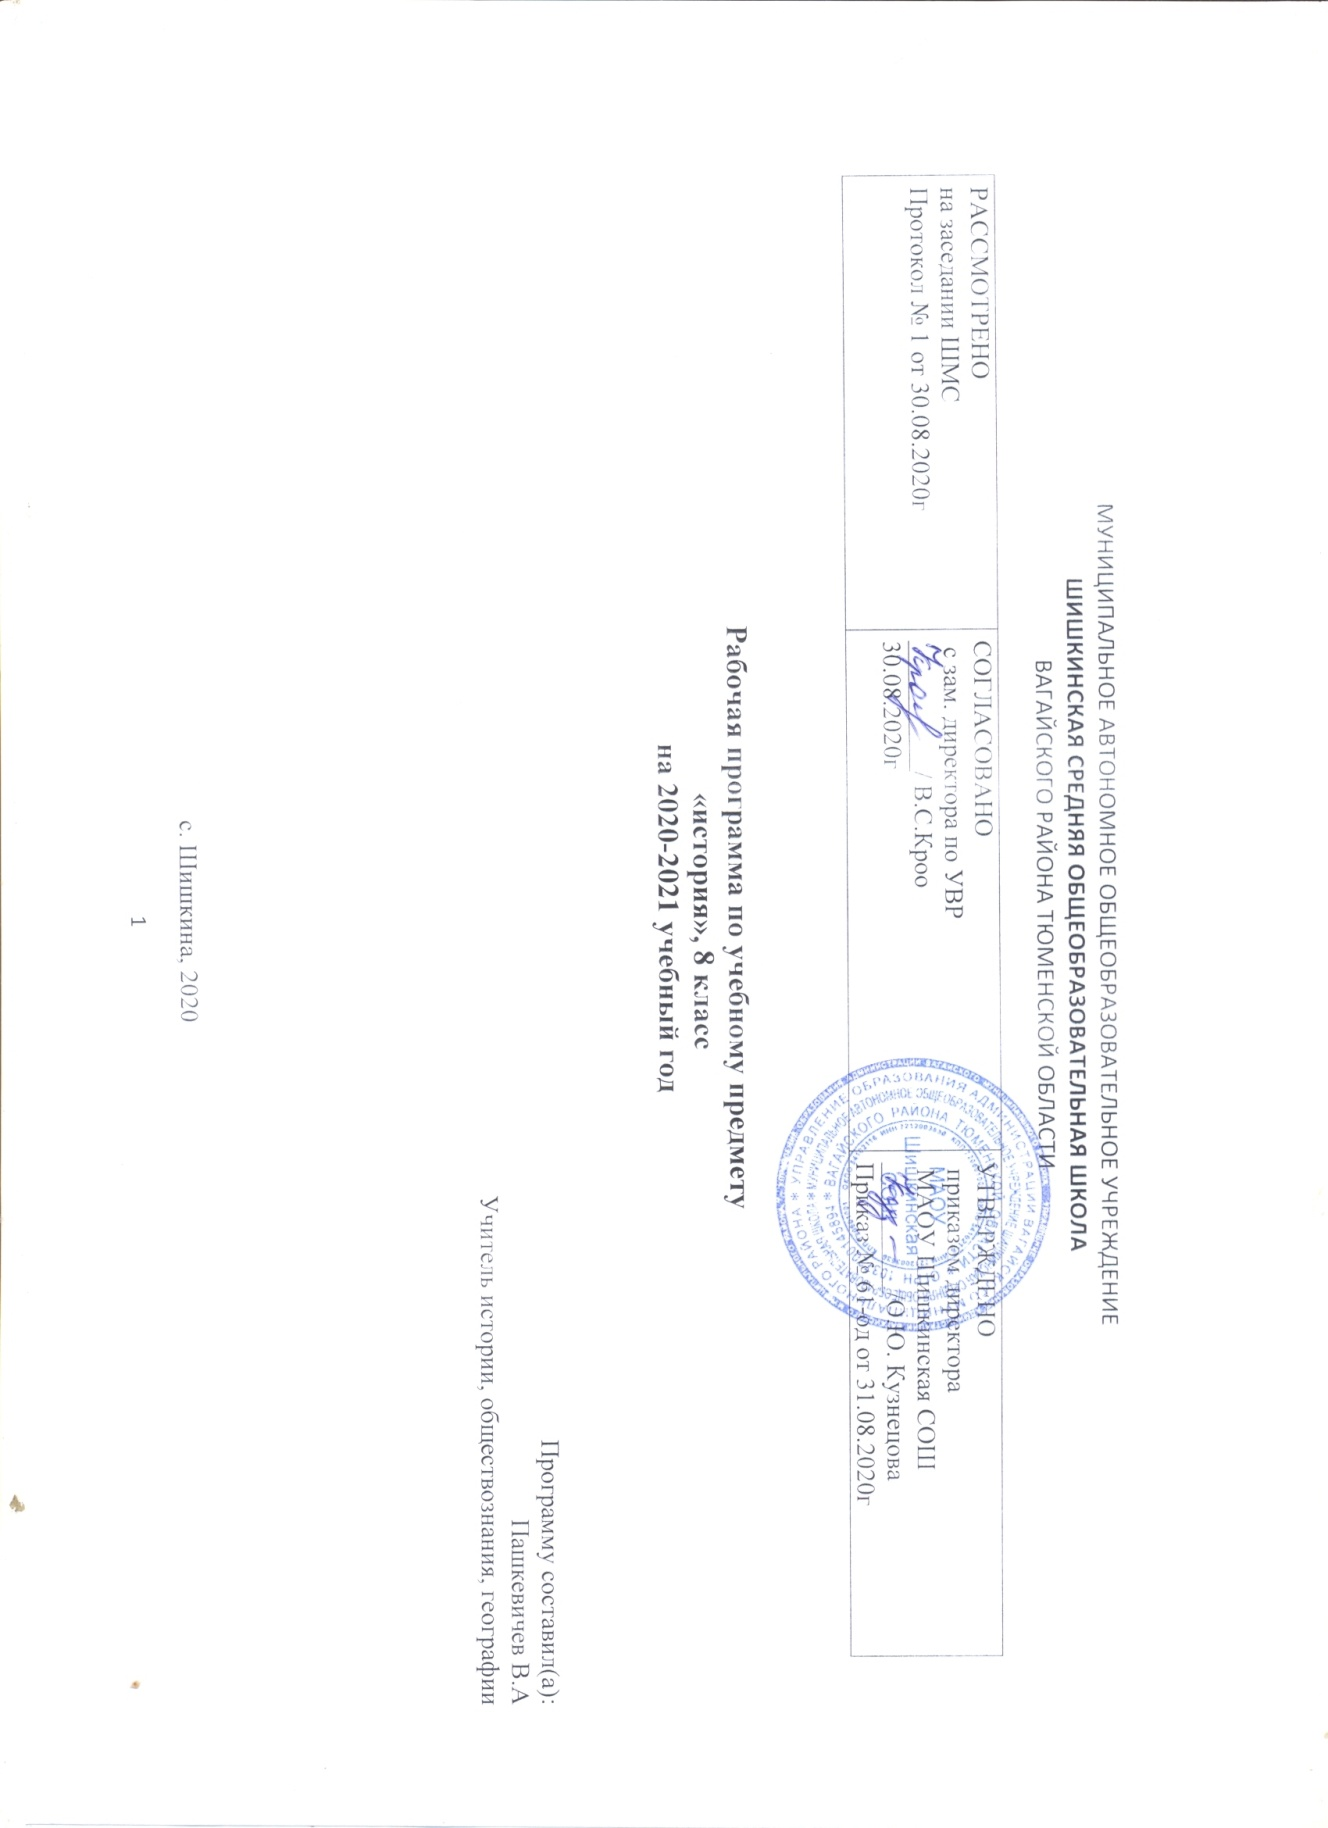 МУНИЦИПАЛЬНОЕ АВТОНОМНОЕ ОБЩЕОБРАЗОВАТЕЛЬНОЕ УЧРЕЖДЕНИЕ
ШИШКИНСКАЯ СРЕДНЯЯ ОБЩЕОБРАЗОВАТЕЛЬНАЯ ШКОЛА
ВАГАЙСКОГО РАЙОНА ТЮМЕНСКОЙ ОБЛАСТИ
РАССМОТРЕНО
на заседании ШМС
Протокол № 1 от 30.08.2020г
СОГЛАСОВАНО
с зам. директора по УВР
/ В.С.Кроо
30.08.2020г
УТВЕРЖДЕНО
приказом директора
МАОУ Шишкинская СОШ
Ю. Кузнецова
Приказ № 61-од от 31.08.2020г
МАОУ
Шишкинская
Рабочая программа по учебному предмету
«история», 8 класс
на 2020-2021 учебный год
Программу составил(а):
Пашкевичев В.А
Учитель истории, обществознания, географии
с. Шишкина, 2020
1